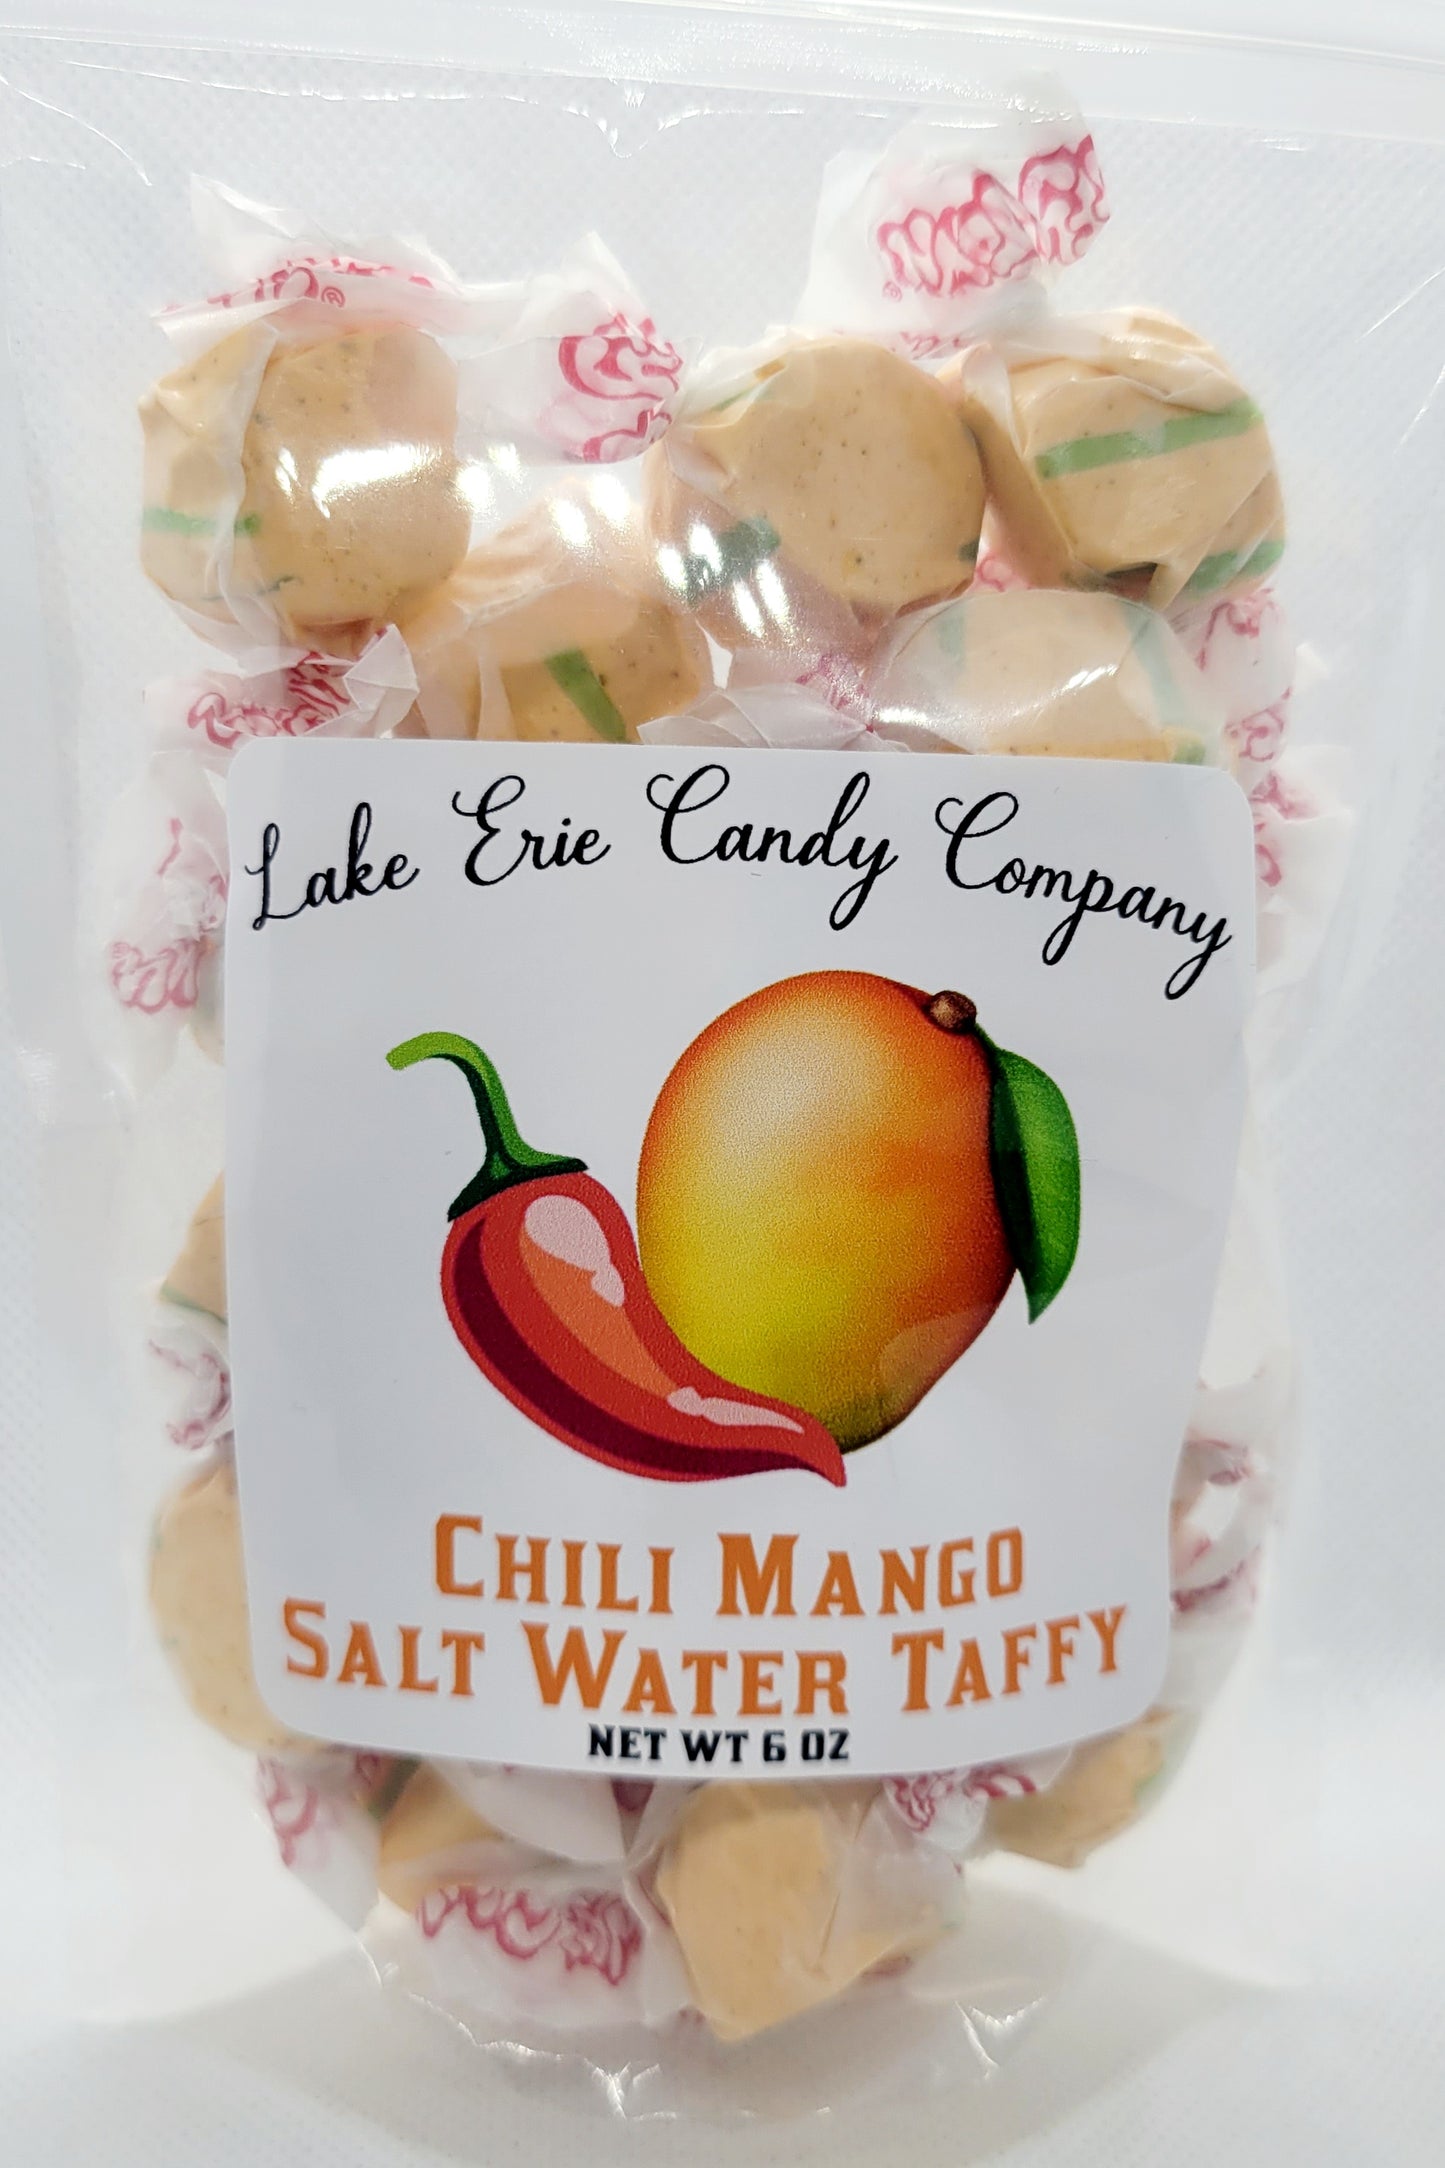 Lake Erie Candy Company
CHILI MANGO
SALT WATER TAFFY
NET WT 6 OZ